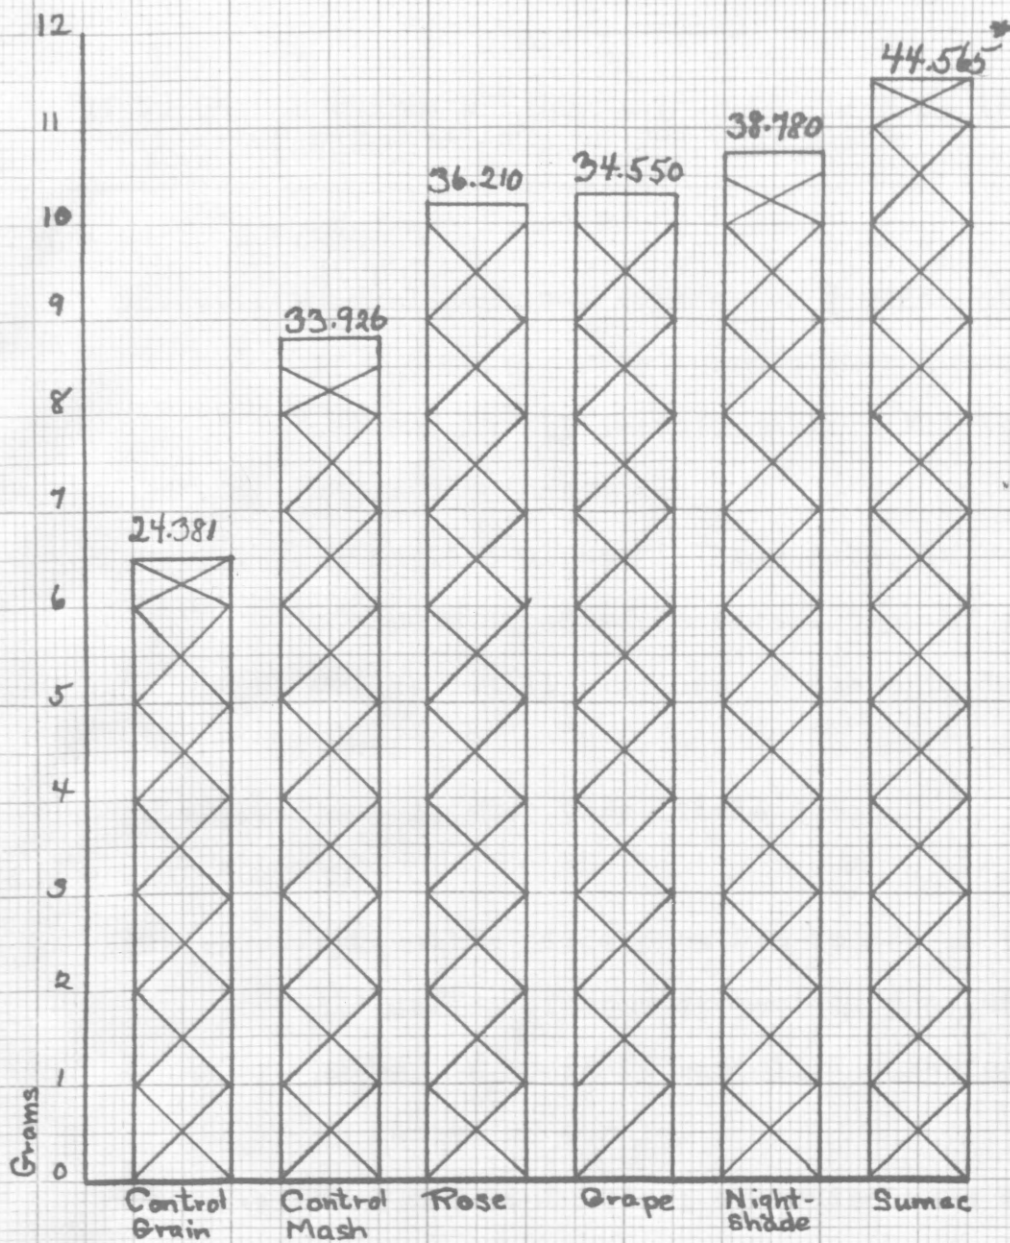 12
44.565*
11
38.780
36.210
34.550
10
9
33.926
8
7
24.381
6
5
4
3
2
1
Grams
0
Control
Grain
Control
Mash
Rose
Grape
Night-
shade
Sumac